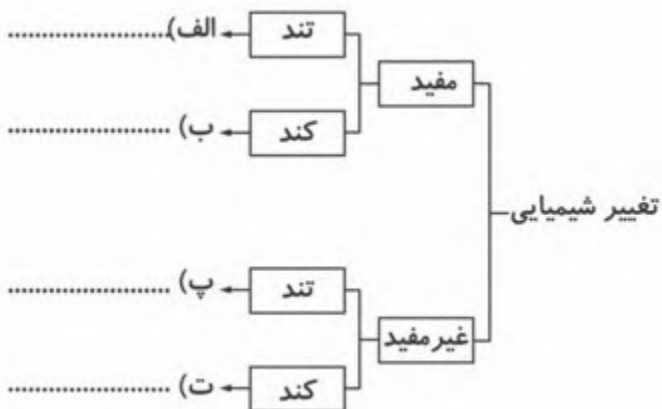 تغییر شیمیایی
مفید
تند
الف) ........................
کند
ب) ........................
غیرمفید
تند
پ) ........................
کند
ت) ........................